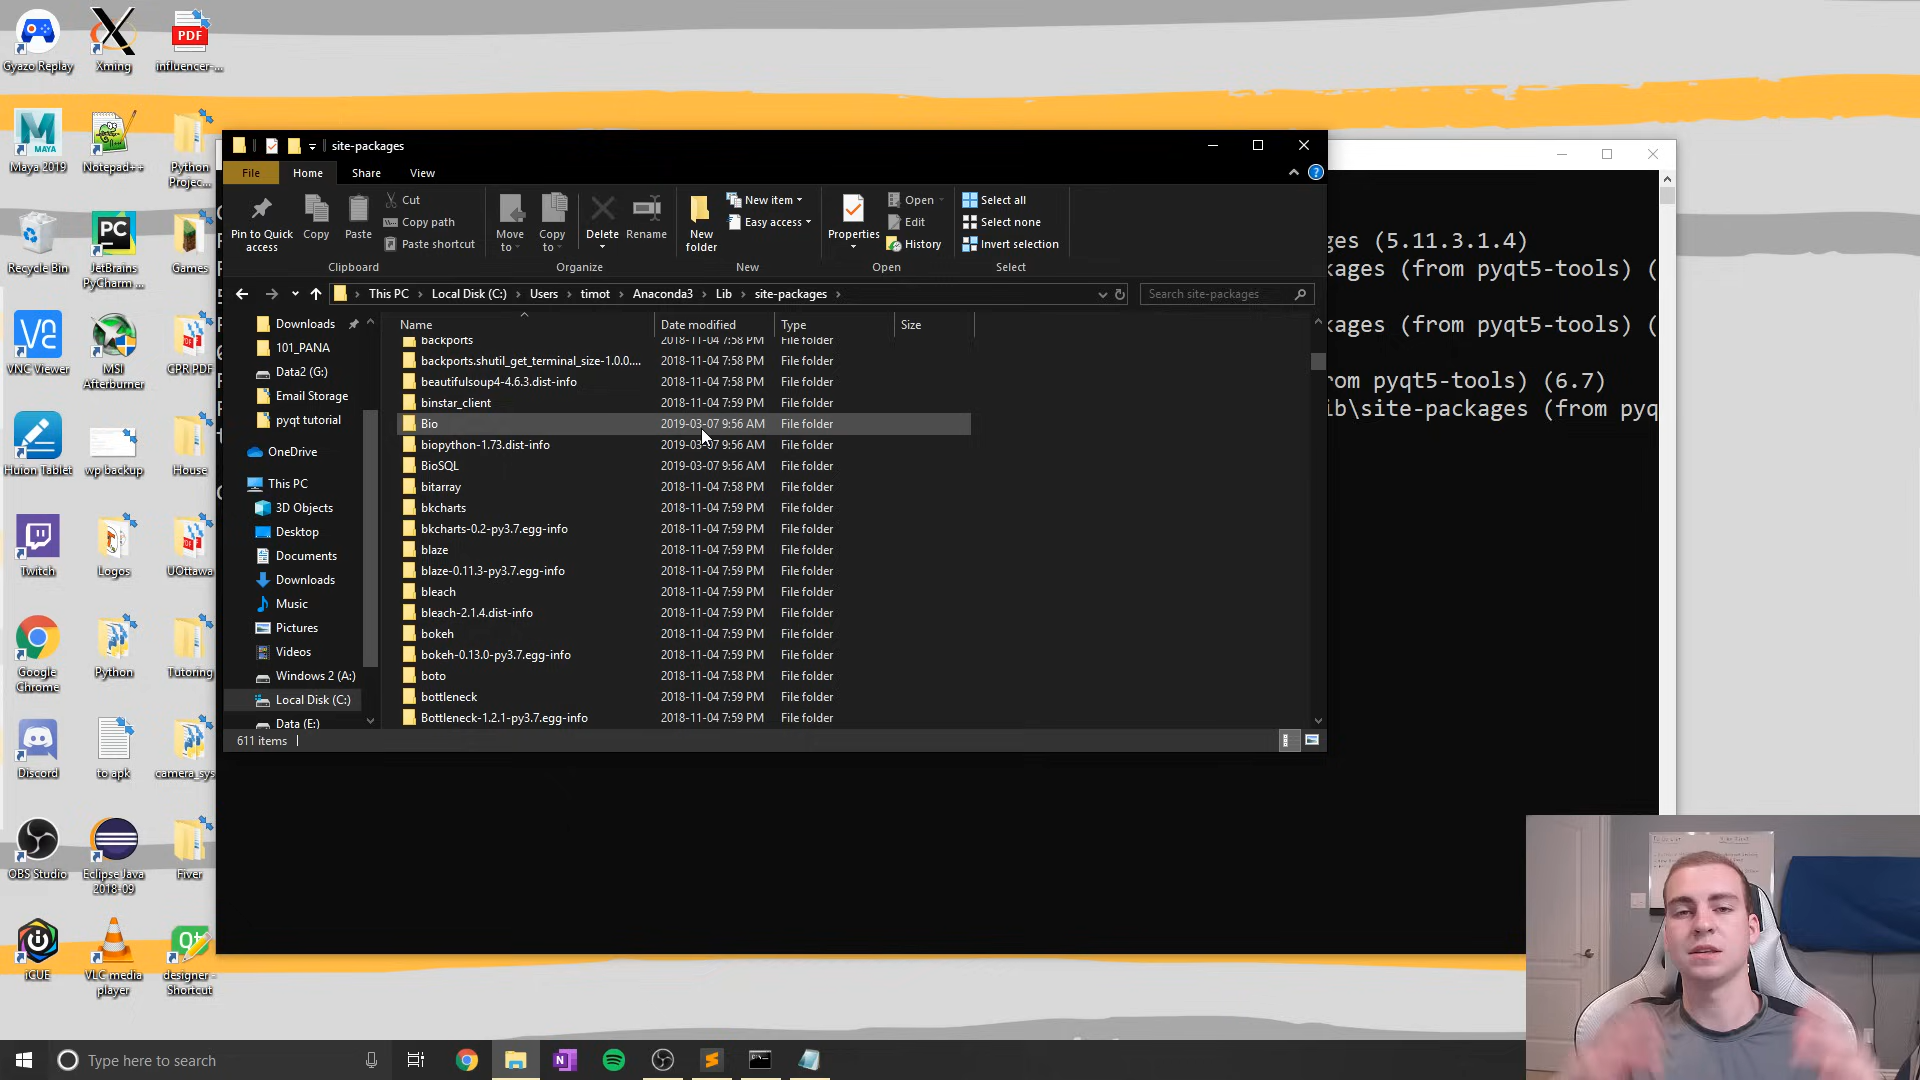 Gyazo Replay
Xming
PDF
influencer-...
Maya 2019
Notepad++
Python Projec...
Recycle Bin
JetBrains PyCharm ...
Games
VNC Viewer
MSI Afterburner
CPR PDF
Huion Tablet
wp backup
House
Twitch
Logos
UOttawa
Google Chrome
Python
Tutoring
Discord
to apk
camera_sys
OBS Studio
Eclipse Java 2018-09
Fiver
iCUE
VLC media player
designer - Shortcut
site-packages
File
Home
Share
View
Pin to Quick access
Copy
Paste
Cut
Copy path
Paste shortcut
Clipboard
Move to
Copy to
Delete
Rename
Organize
New folder
New item
Easy access
New
Properties
Open
Edit
History
Open
Select all
Select none
Invert selection
Select
This PC > Local Disk (C:) > Users > timot > Anaconda3 > Lib > site-packages >
Search site-packages
Downloads
101_PANA
Data2 (G:)
Email Storage
pyqt tutorial
OneDrive
This PC
3D Objects
Desktop
Documents
Downloads
Music
Pictures
Videos
Windows 2 (A:)
Local Disk (C:)
Data (E:)
Name Date modified Type Size
backports 2018-11-04 7:58 PM File folder
backports.shutil_get_terminal_size-1.0.0.... 2018-11-04 7:58 PM File folder
beautifulsoup4-4.6.3.dist-info 2018-11-04 7:58 PM File folder
binstar_client 2018-11-04 7:59 PM File folder
Bio 2019-03-07 9:56 AM File folder
biopython-1.73.dist-info 2019-03-07 9:56 AM File folder
BioSQL 2019-03-07 9:56 AM File folder
bitarray 2018-11-04 7:58 PM File folder
bkcharts 2018-11-04 7:59 PM File folder
bkcharts-0.2-py3.7.egg-info 2018-11-04 7:59 PM File folder
blaze 2018-11-04 7:59 PM File folder
blaze-0.11.3-py3.7.egg-info 2018-11-04 7:59 PM File folder
bleach 2018-11-04 7:59 PM File folder
bleach-2.1.4.dist-info 2018-11-04 7:59 PM File folder
bokeh 2018-11-04 7:59 PM File folder
bokeh-0.13.0-py3.7.egg-info 2018-11-04 7:59 PM File folder
boto 2018-11-04 7:58 PM File folder
bottleneck 2018-11-04 7:59 PM File folder
Bottleneck-1.2.1-py3.7.egg-info 2018-11-04 7:59 PM File folder
611 items
ges (5.11.3.1.4)
kages (from pyqt5-tools) (
kages (from pyqt5-tools) (
om pyqt5-tools) (6.7)
ib\site-packages (from pyq
Type here to search